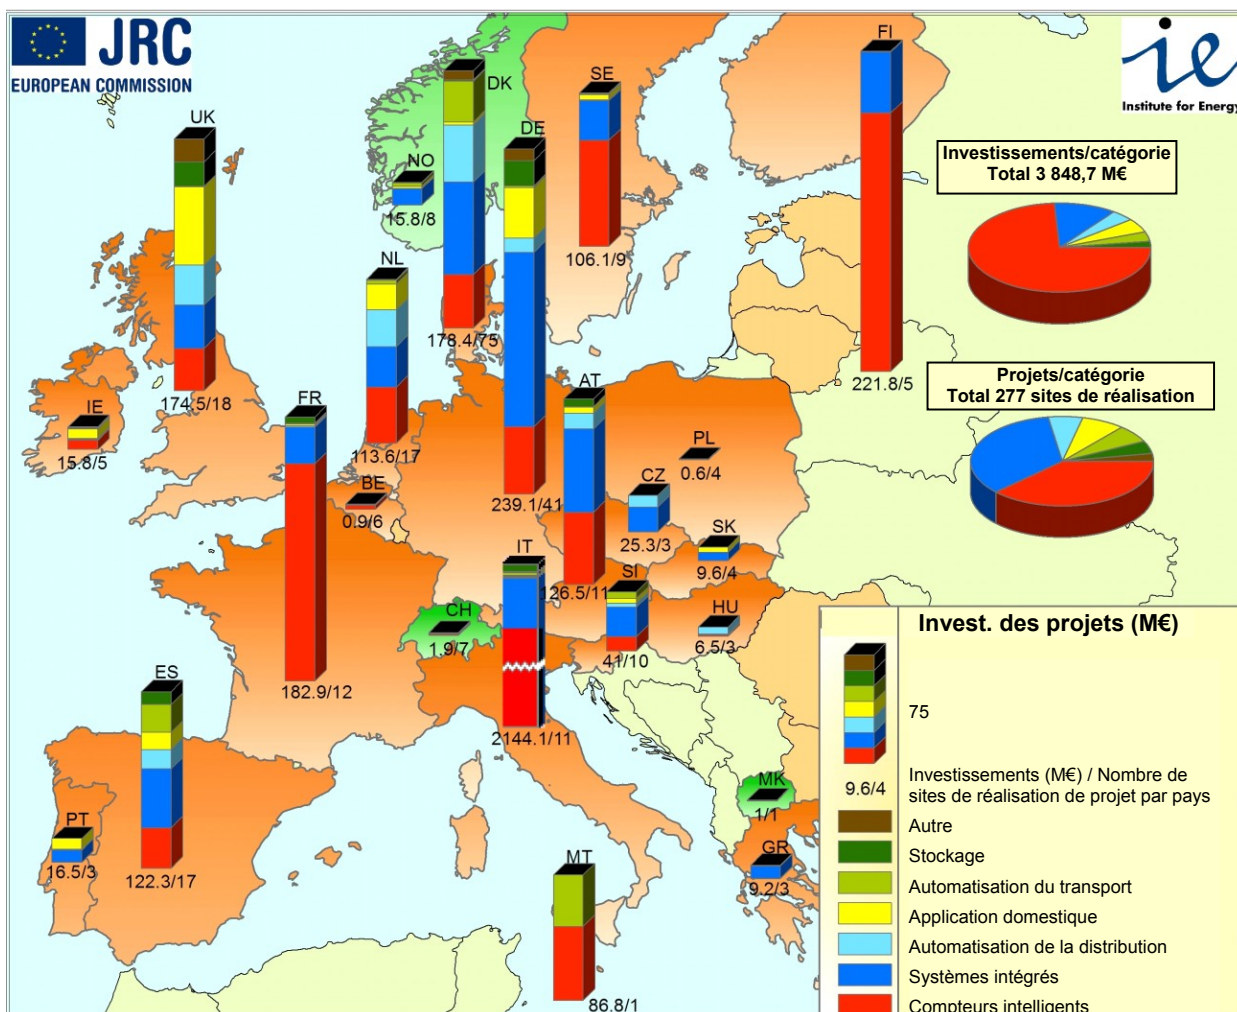 JRC
EUROPEAN COMMISSION
ie
Institute for Energy
Investissements/catégorie
Total 3 848,7 M€
Projets/catégorie
Total 277 sites de réalisation
UK
174.5/18
IE
15.8/5
NO
15.8/8
DK
178.4/75
SE
106.1/9
FI
221.8/5
NL
113.6/17
DE
239.1/41
FR
182.9/12
BE
0.9/6
AT
126.5/11
PL
0.6/4
CZ
25.3/3
SK
9.6/4
IT
2144.1/11
SI
41/10
HU
6.5/3
CH
1.9/7
ES
122.3/17
PT
16.5/3
MT
86.8/1
MK
1/1
GR
9.2/3
Invest. des projets (M€)
75
9.6/4
Investissements (M€) / Nombre de
sites de réalisation de projet par pays
Autre
Stockage
Automatisation du transport
Application domestique
Automatisation de la distribution
Systèmes intégrés
Compteurs intelligents